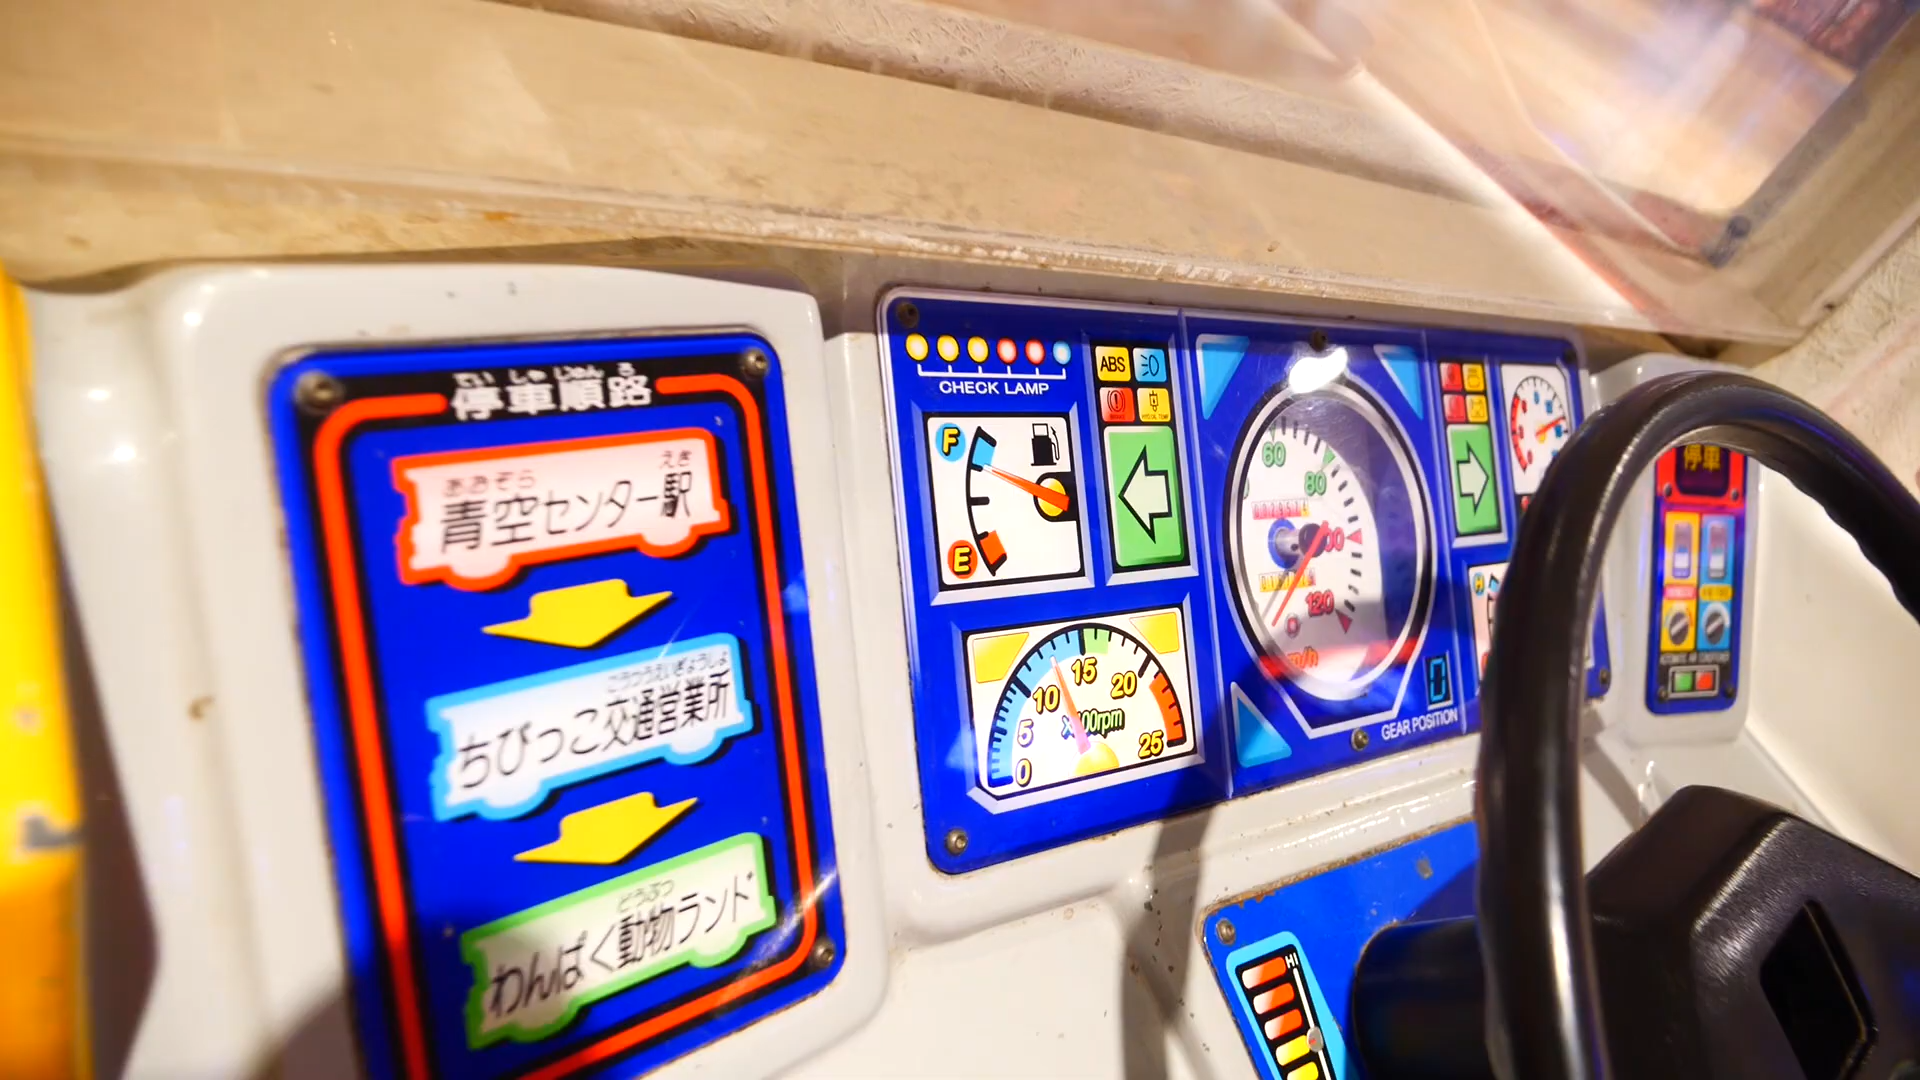 ていしゃじゅんろ
停車順路
あおぞら えき
青空センター駅
こうつうえいぎょうしょ
ちびっこ交通営業所
どうぶつ
わんぱく動物ランド
CHECK LAMP
ABS
F
E
0
5
10
15
20
25
60
80
100
120
km/h
0
GEAR POSITION
H
停車
HI